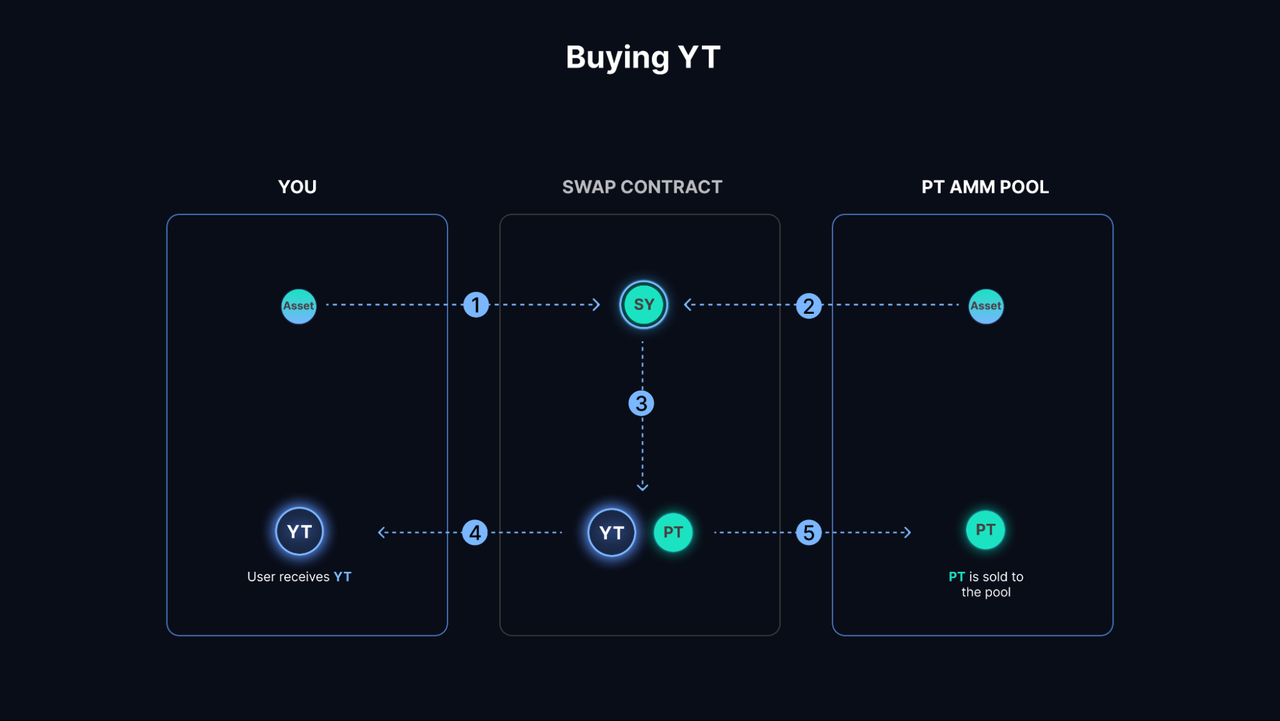 Buying YT
YOU
SWAP CONTRACT
PT AMM POOL
Asset
1
SY
2
Asset
3
YT
4
YT
PT
5
PT
User receives YT
PT is sold to
the pool